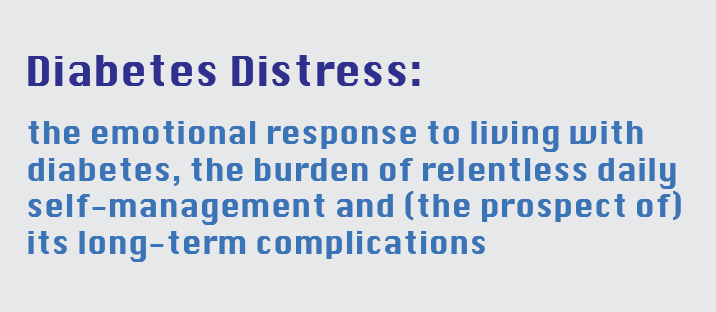 Diabetes Distress:
the emotional response to living with
diabetes, the burden of relentless daily
self-management and (the prospect of)
its long-term complications